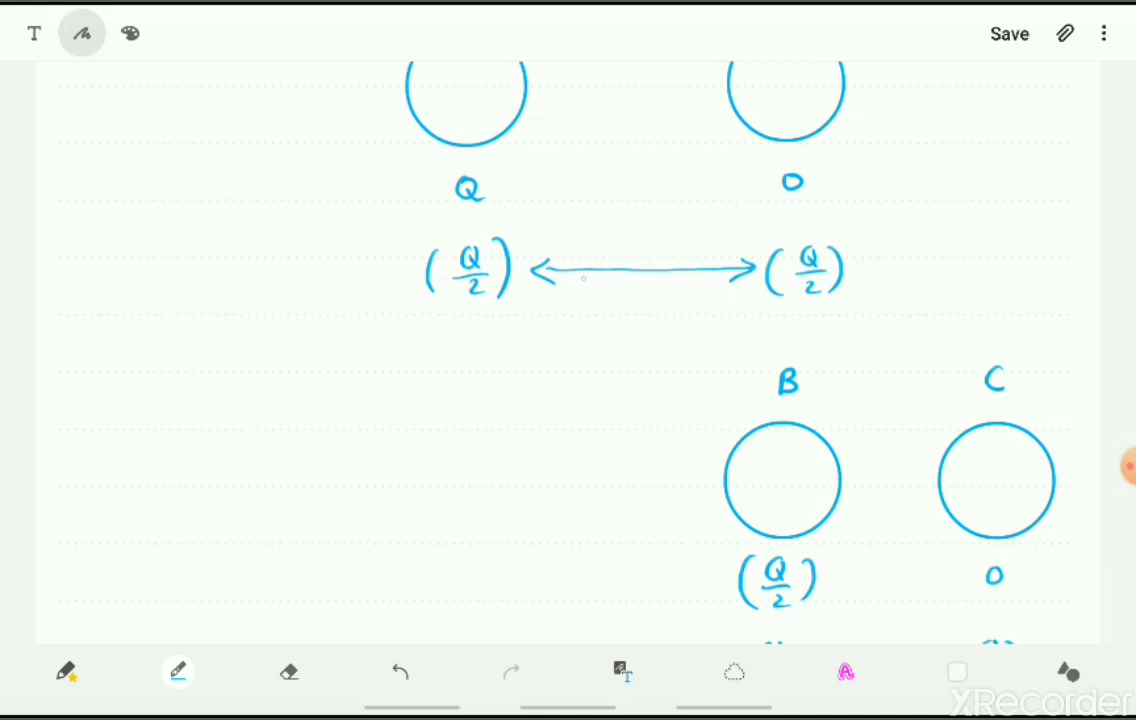 T Save
Q 0
(Q/2) (Q/2)
B C
(Q/2) 0
T A
XRecorder